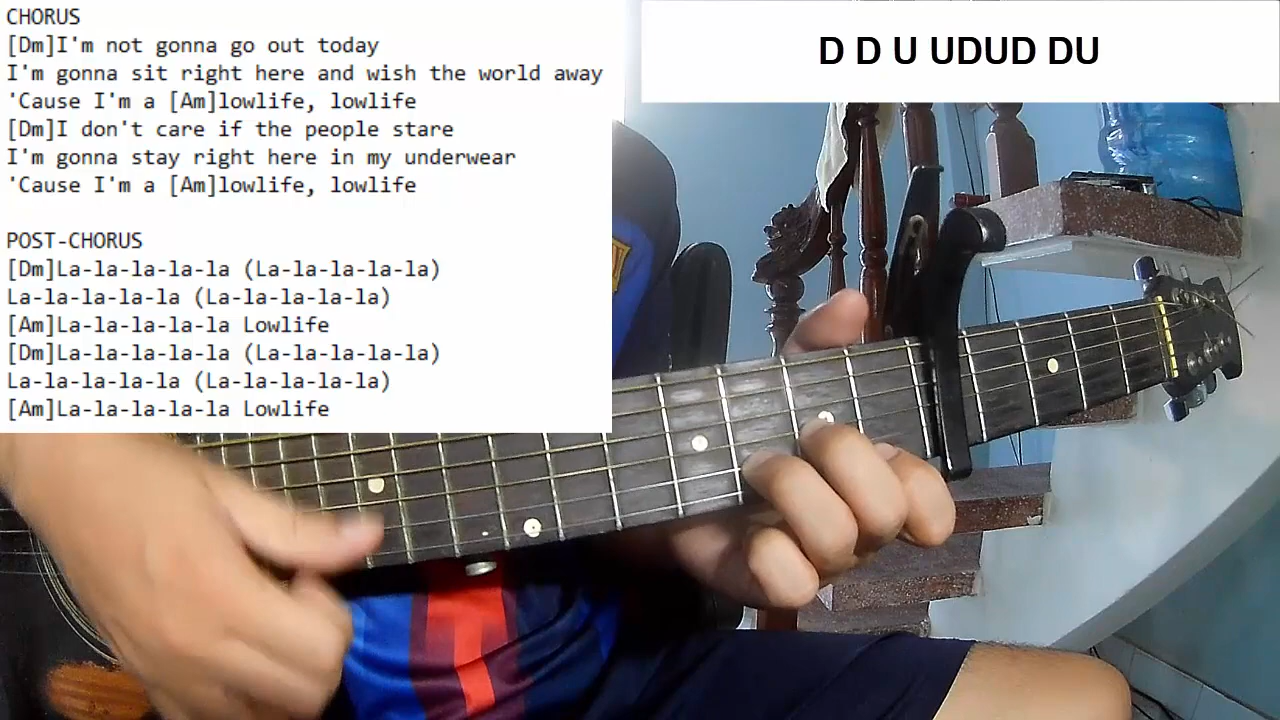 CHORUS
[Dm]I'm not gonna go out today
I'm gonna sit right here and wish the world away
'Cause I'm a [Am]lowlife, lowlife
[Dm]I don't care if the people stare
I'm gonna stay right here in my underwear
'Cause I'm a [Am]lowlife, lowlife
POST-CHORUS
[Dm]La-la-la-la-la (La-la-la-la-la)
La-la-la-la-la (La-la-la-la-la)
[Am]La-la-la-la-la Lowlife
[Dm]La-la-la-la-la (La-la-la-la-la)
La-la-la-la-la (La-la-la-la-la)
[Am]La-la-la-la-la Lowlife
D D U UDUD DU